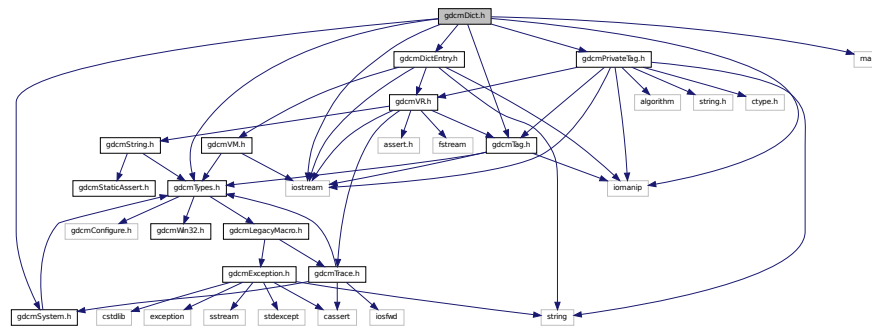 gdcmDict.h
gdcmDictEntry.h
gdcmPrivateTag.h
ma
gdcmVR.h
algorithm
string.h
ctype.h
gdcmString.h
gdcmVM.h
assert.h
fstream
gdcmTag.h
gdcmStaticAssert.h
gdcmTypes.h
iostream
iomanip
gdcmConfigure.h
gdcmWin32.h
gdcmLegacyMacro.h
gdcmException.h
gdcmTrace.h
gdcmSystem.h
cstdlib
exception
sstream
stdexcept
cassert
iosfwd
string